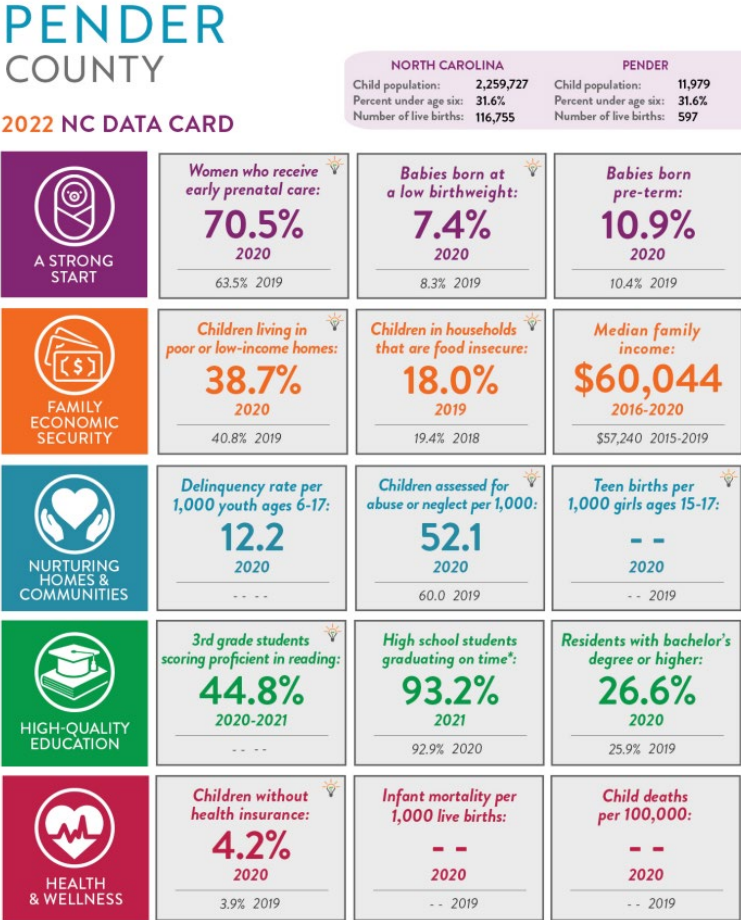 PENDER
COUNTY
2022 NC DATA CARD
NORTH CAROLINA
Child population: 2,259,727
Percent under age six: 31.6%
Number of live births: 116,755
PENDER
Child population: 11,979
Percent under age six: 31.6%
Number of live births: 597
A STRONG
START
Women who receive
early prenatal care:
70.5%
2020
63.5% 2019
Babies born at
a low birthweight:
7.4%
2020
8.3% 2019
Babies born
pre-term:
10.9%
2020
10.4% 2019
($)
FAMILY
ECONOMIC
SECURITY
Children living in
poor or low-income homes:
38.7%
2020
40.8% 2019
Children in households
that are food insecure:
18.0%
2019
19.4% 2018
Median family
income:
$60,044
2016-2020
$57,240 2015-2019
NURTURING
HOMES &
COMMUNITIES
Delinquency rate per
1,000 youth ages 6-17:
12.2
2020
- - - -
Children assessed for
abuse or neglect per 1,000:
52.1
2020
60.0 2019
Teen births per
1,000 girls ages 15-17:
- -
2020
- - 2019
HIGH-QUALITY
EDUCATION
3rd grade students
scoring proficient in reading:
44.8%
2020-2021
- - - -
High school students
graduating on time*:
93.2%
2021
92.9% 2020
Residents with bachelor's
degree or higher:
26.6%
2020
25.9% 2019
HEALTH
& WELLNESS
Children without
health insurance:
4.2%
2020
3.9% 2019
Infant mortality per
1,000 live births:
- -
2020
- - 2019
Child deaths
per 100,000:
- -
2020
- - 2019